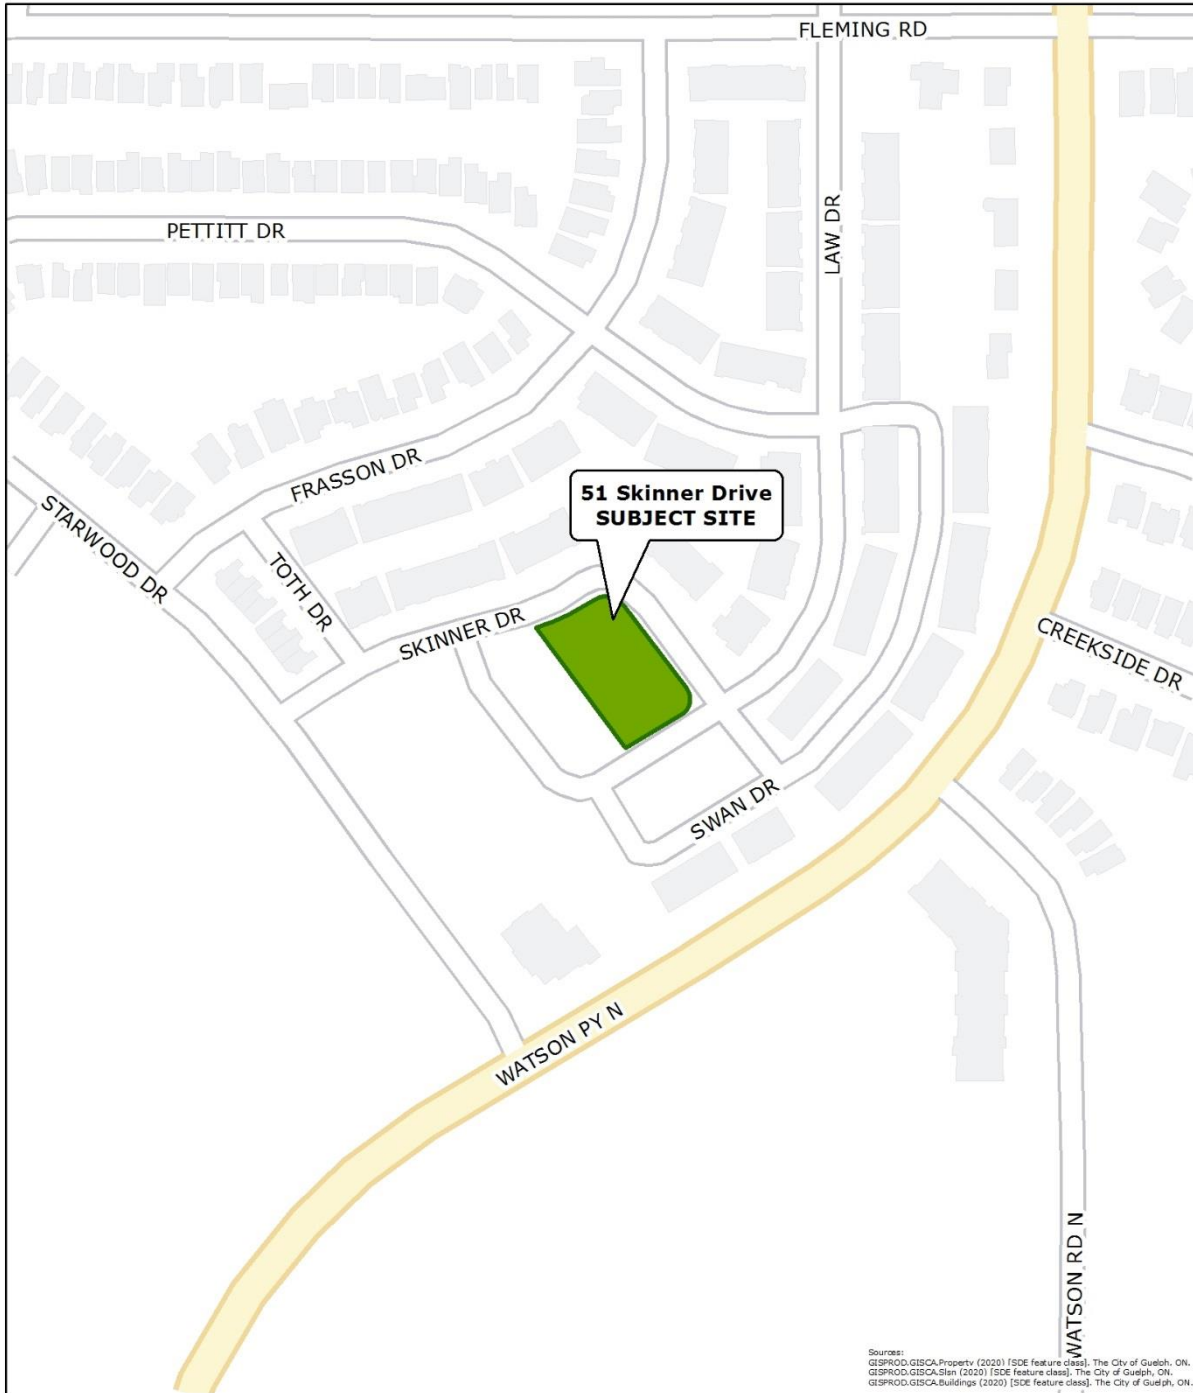 FLEMING RD
LAW DR
PETTITT DR
FRASSON DR
51 Skinner Drive
SUBJECT SITE
STARWOOD DR
TOTH DR
SKINNER DR
CREEKSIDE DR
SWAN DR
WATSON PY N
WATSON RD N
Sources:
GISPROD.GISCA.Property (2020) [SDE feature class]. The City of Guelph, ON.
GISPROD.GISCA.Slsn (2020) [SDE feature class]. The City of Guelph, ON.
GISPROD.GISCA.Buildings (2020) [SDE feature class]. The City of Guelph, ON.